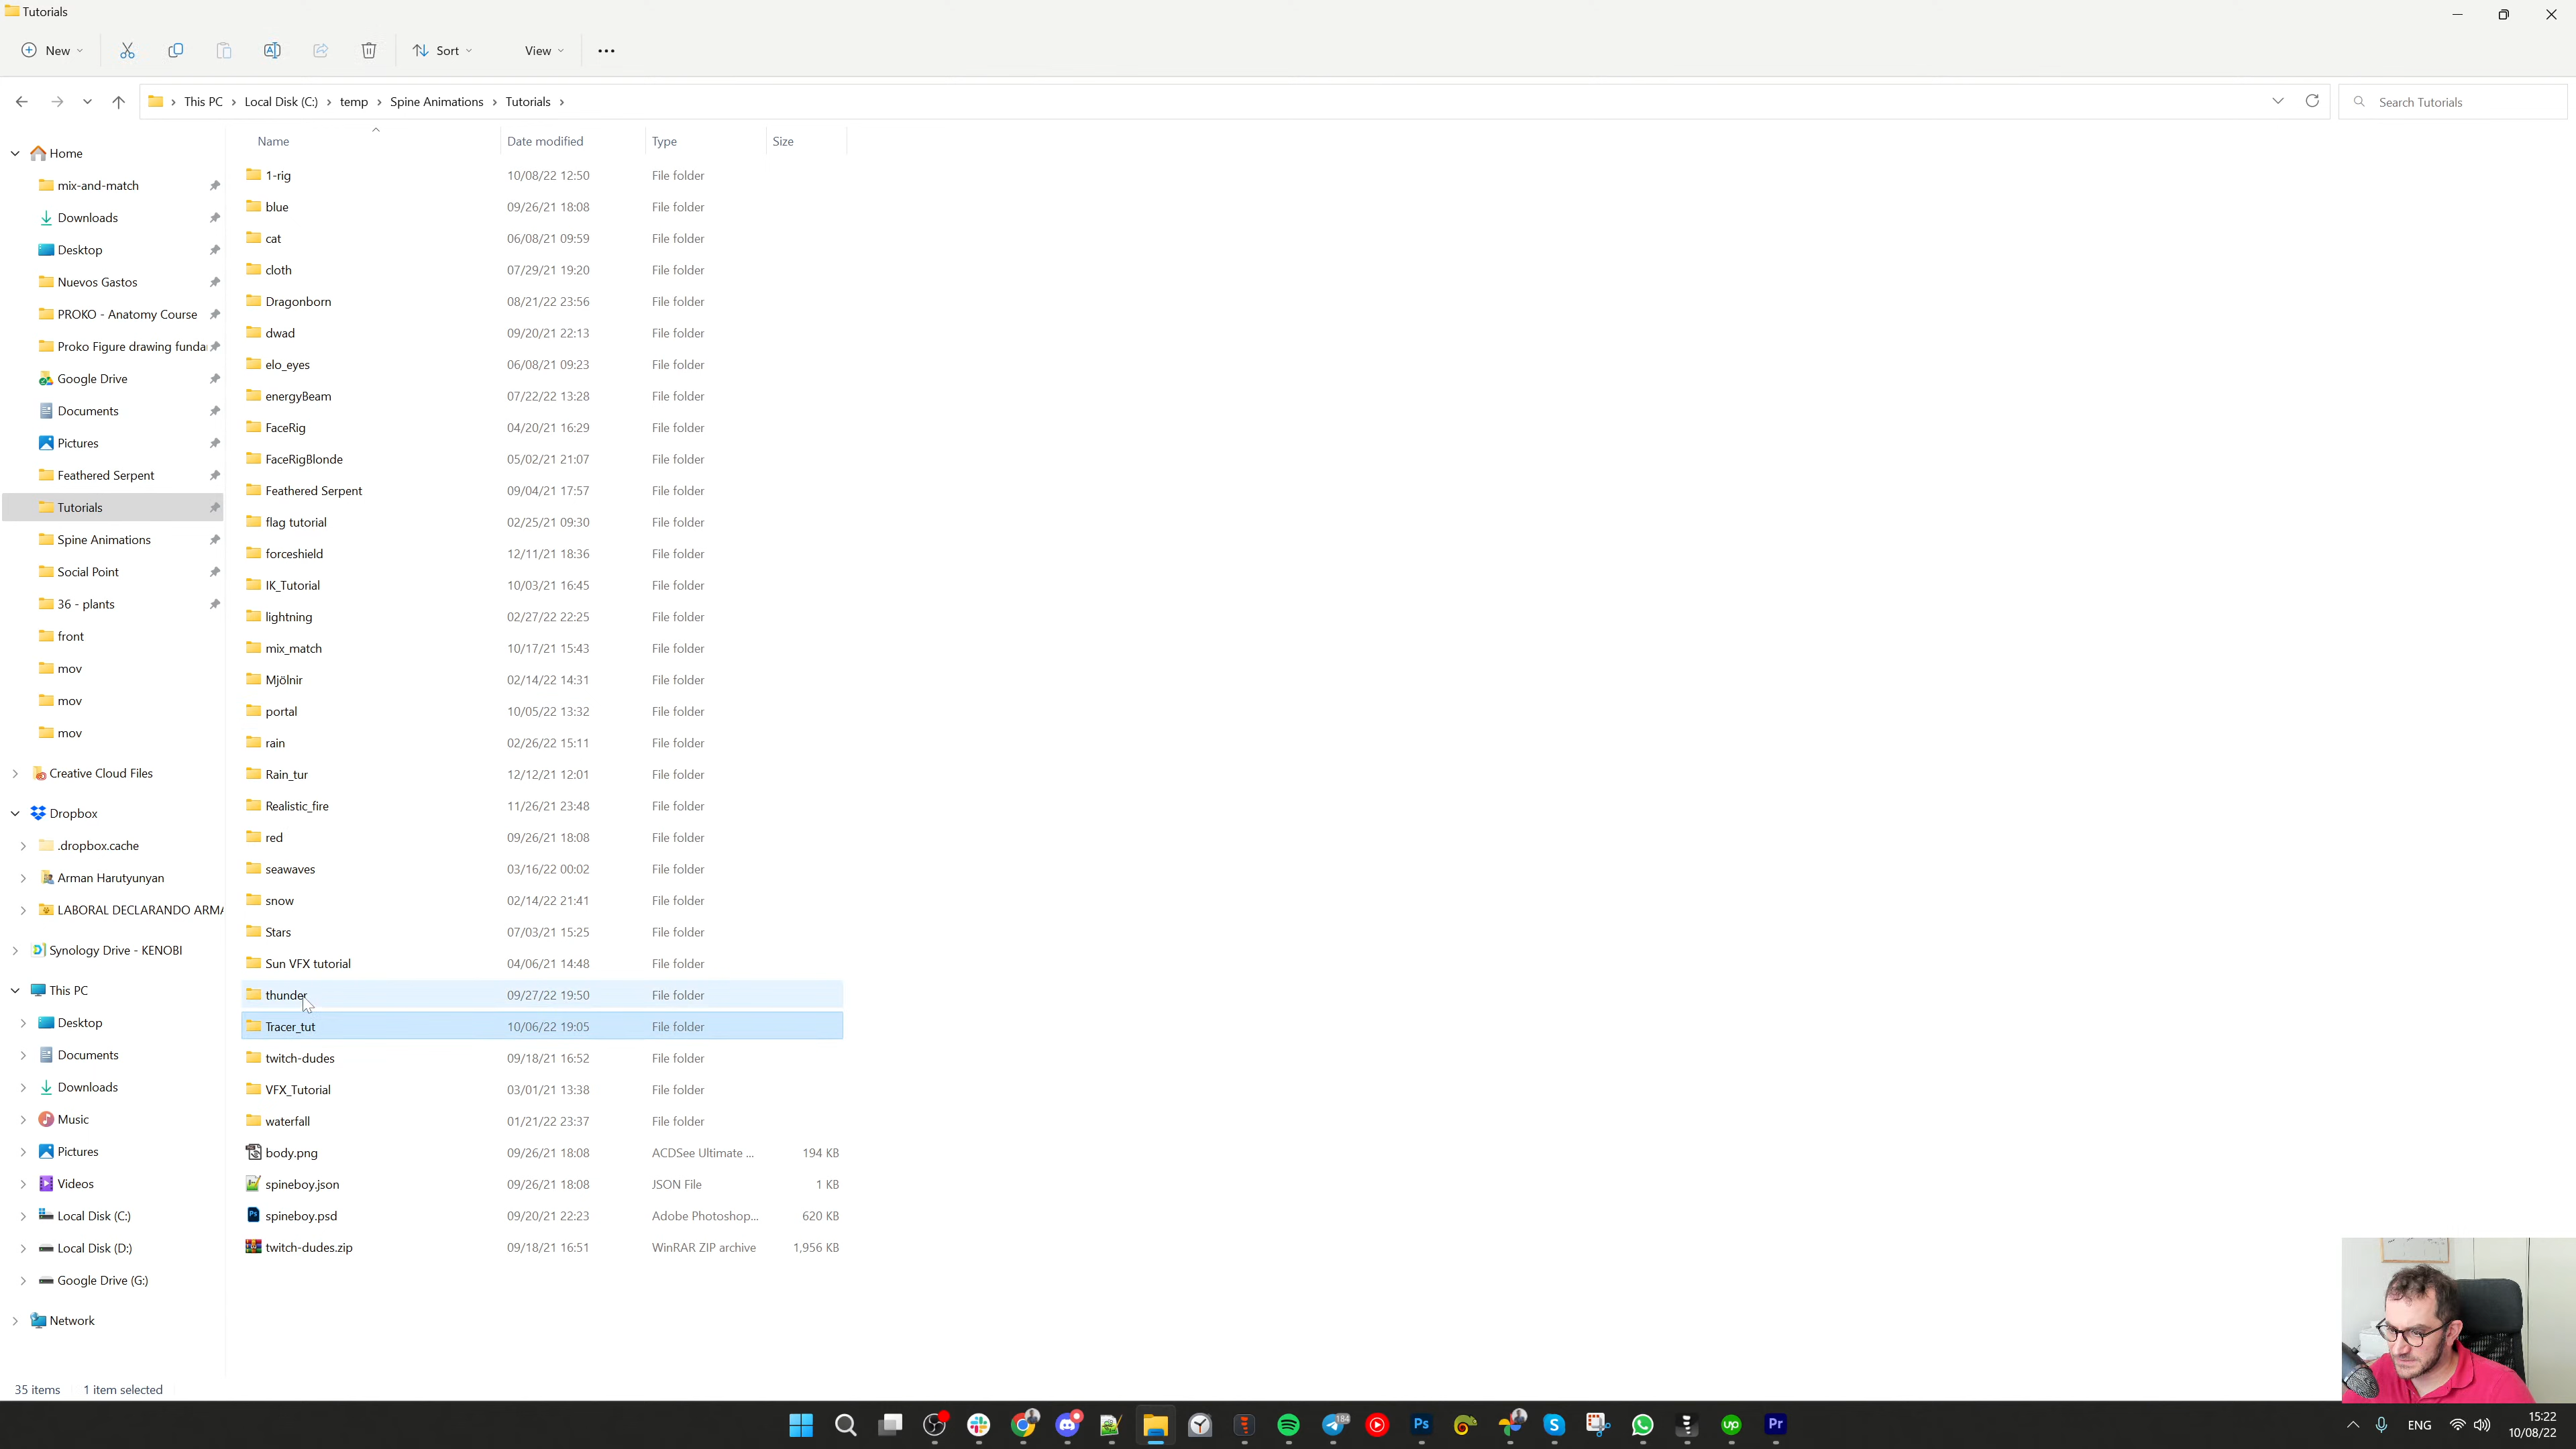 Tutorials
New
Sort
View
This PC > Local Disk (C:) > temp > Spine Animations > Tutorials >
Search Tutorials
Name Date modified Type Size
Home
mix-and-match
Downloads
Desktop
Nuevos Gastos
PROKO - Anatomy Course
Proko Figure drawing funda
Google Drive
Documents
Pictures
Feathered Serpent
Tutorials
Spine Animations
Social Point
36 - plants
front
mov
mov
mov
Creative Cloud Files
Dropbox
.dropbox.cache
Arman Harutyunyan
LABORAL DECLARANDO ARMA
Synology Drive - KENOBI
This PC
Desktop
Documents
Downloads
Music
Pictures
Videos
Local Disk (C:)
Local Disk (D:)
Google Drive (G:)
Network
1-rig 10/08/22 12:50 File folder
blue 09/26/21 18:08 File folder
cat 06/08/21 09:59 File folder
cloth 07/29/21 19:20 File folder
Dragonborn 08/21/22 23:56 File folder
dwad 09/20/21 22:13 File folder
elo_eyes 06/08/21 09:23 File folder
energyBeam 07/22/22 13:28 File folder
FaceRig 04/20/21 16:29 File folder
FaceRigBlonde 05/02/21 21:07 File folder
Feathered Serpent 09/04/21 17:57 File folder
flag tutorial 02/25/21 09:30 File folder
forceshield 12/11/21 18:36 File folder
IK_Tutorial 10/03/21 16:45 File folder
lightning 02/27/22 22:25 File folder
mix_match 10/17/21 15:43 File folder
Mjölnir 02/14/22 14:31 File folder
portal 10/05/22 13:32 File folder
rain 02/26/22 15:11 File folder
Rain_tur 12/12/21 12:01 File folder
Realistic_fire 11/26/21 23:48 File folder
red 09/26/21 18:08 File folder
seawaves 03/16/22 00:02 File folder
snow 02/14/22 21:41 File folder
Stars 07/03/21 15:25 File folder
Sun VFX tutorial 04/06/21 14:48 File folder
thunder 09/27/22 19:50 File folder
Tracer_tut 10/06/22 19:05 File folder
twitch-dudes 09/18/21 16:52 File folder
VFX_Tutorial 03/01/21 13:38 File folder
waterfall 01/21/22 23:37 File folder
body.png 09/26/21 18:08 ACDSee Ultimate ... 194 KB
spineboy.json 09/26/21 18:08 JSON File 1 KB
spineboy.psd 09/20/21 22:23 Adobe Photoshop... 620 KB
twitch-dudes.zip 09/18/21 16:51 WinRAR ZIP archive 1,956 KB
35 items 1 item selected
184
Ps
S
up
Pr
ENG
15:22
10/08/22